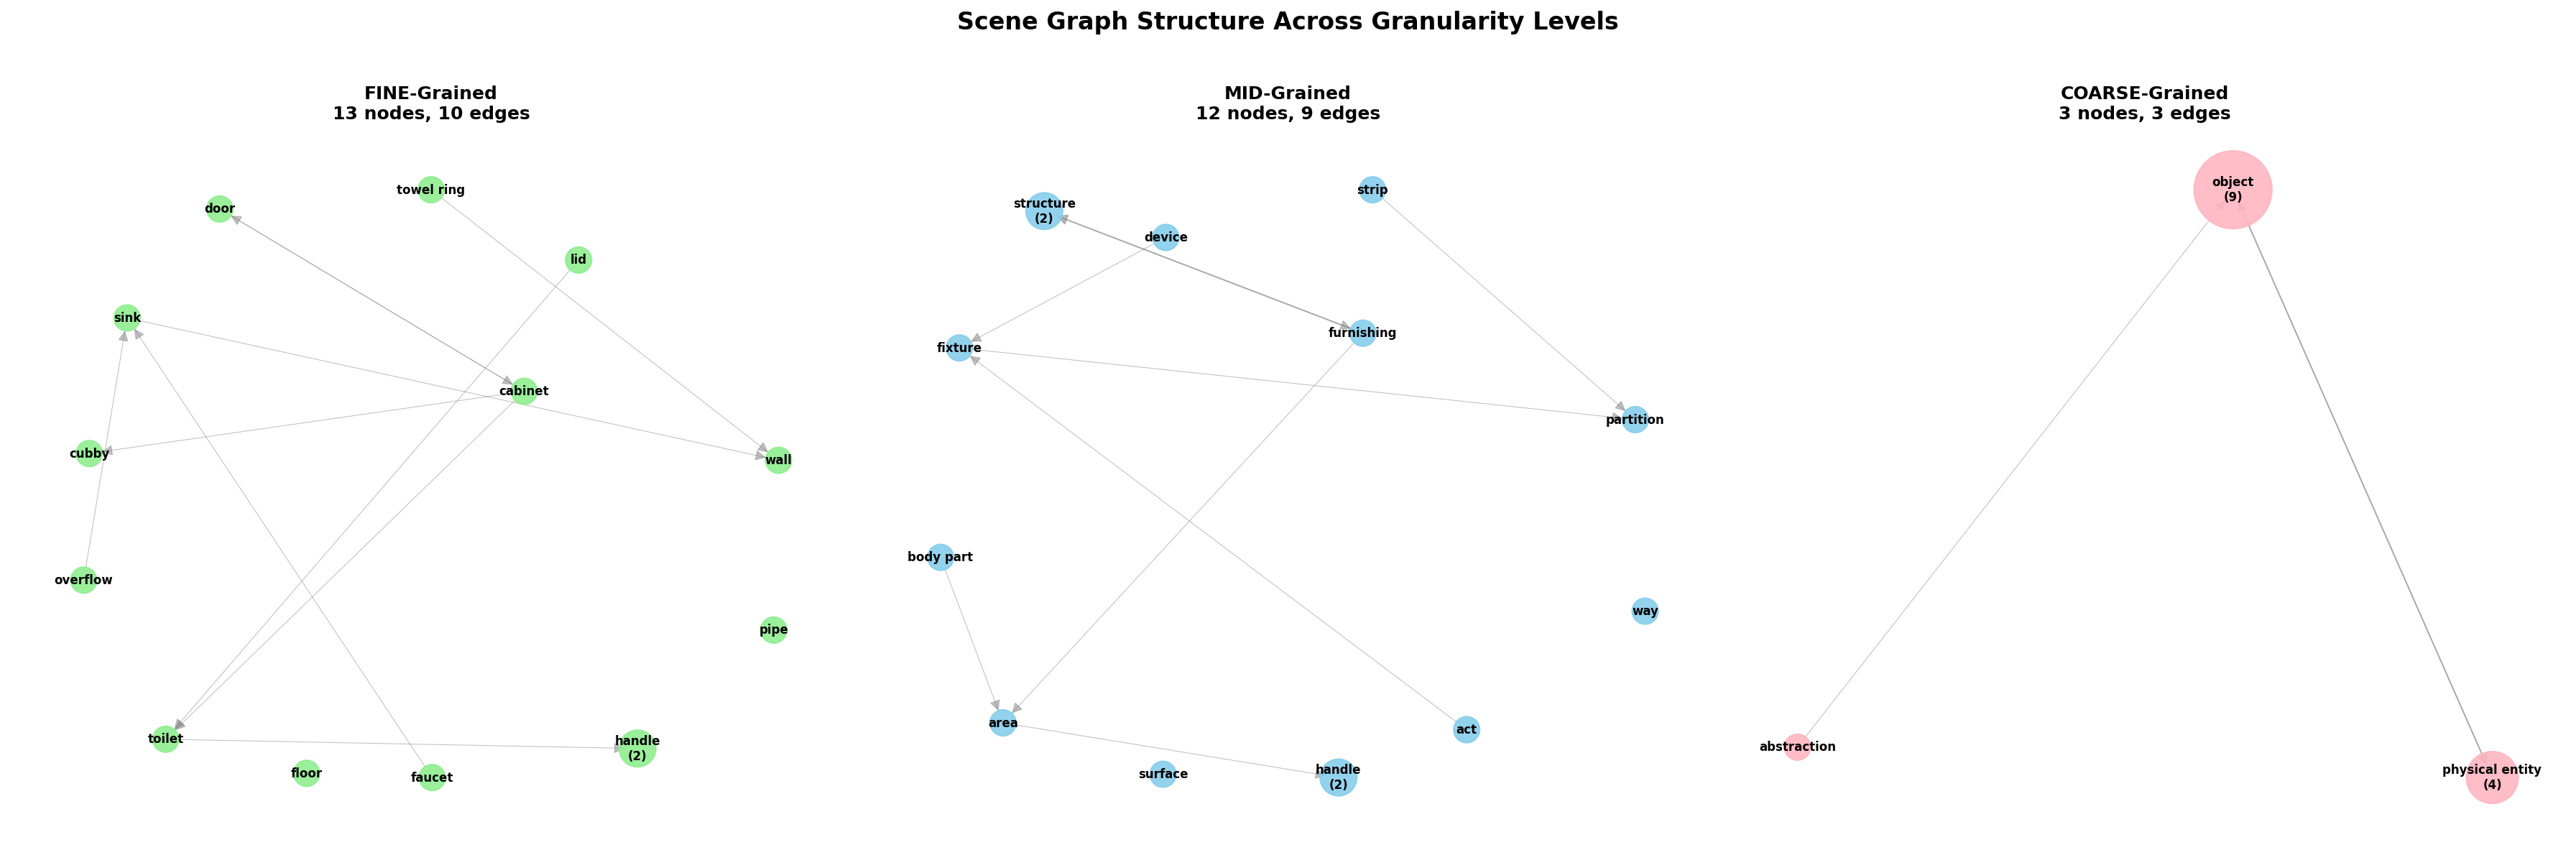 Scene Graph Structure Across Granularity Levels
FINE-Grained
13 nodes, 10 edges
towel ring
door
lid
sink
cabinet
cubby
wall
overflow
pipe
toilet
handle
(2)
floor
faucet
MID-Grained
12 nodes, 9 edges
strip
structure
(2)
device
furnishing
fixture
partition
body part
way
area
act
surface
handle
(2)
COARSE-Grained
3 nodes, 3 edges
object
(9)
abstraction
physical entity
(4)